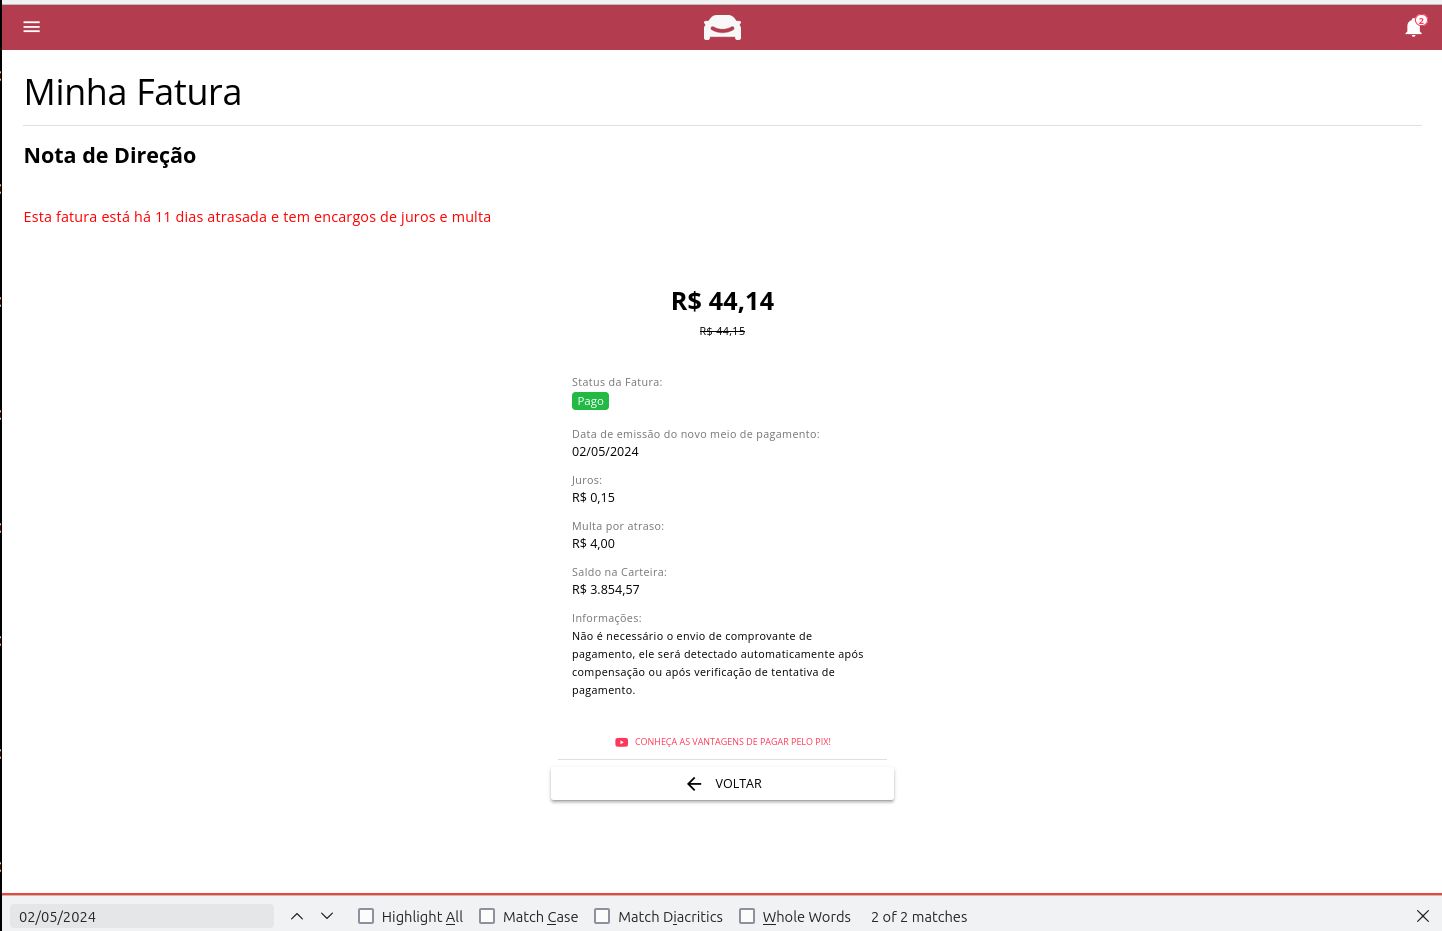 2
Minha Fatura
Nota de Direção
Esta fatura está há 11 dias atrasada e tem encargos de juros e multa
R$ 44,14
R$ 44,15
Status da Fatura:
Pago
Data de emissão do novo meio de pagamento:
02/05/2024
Juros:
R$ 0,15
Multa por atraso:
R$ 4,00
Saldo na Carteira:
R$ 3.854,57
Informações:
Não é necessário o envio de comprovante de
pagamento, ele será detectado automaticamente após
compensação ou após verificação de tentativa de
pagamento.
CONHEÇA AS VANTAGENS DE PAGAR PELO PIX!
VOLTAR
02/05/2024 Highlight All Match Case Match Diacritics Whole Words 2 of 2 matches